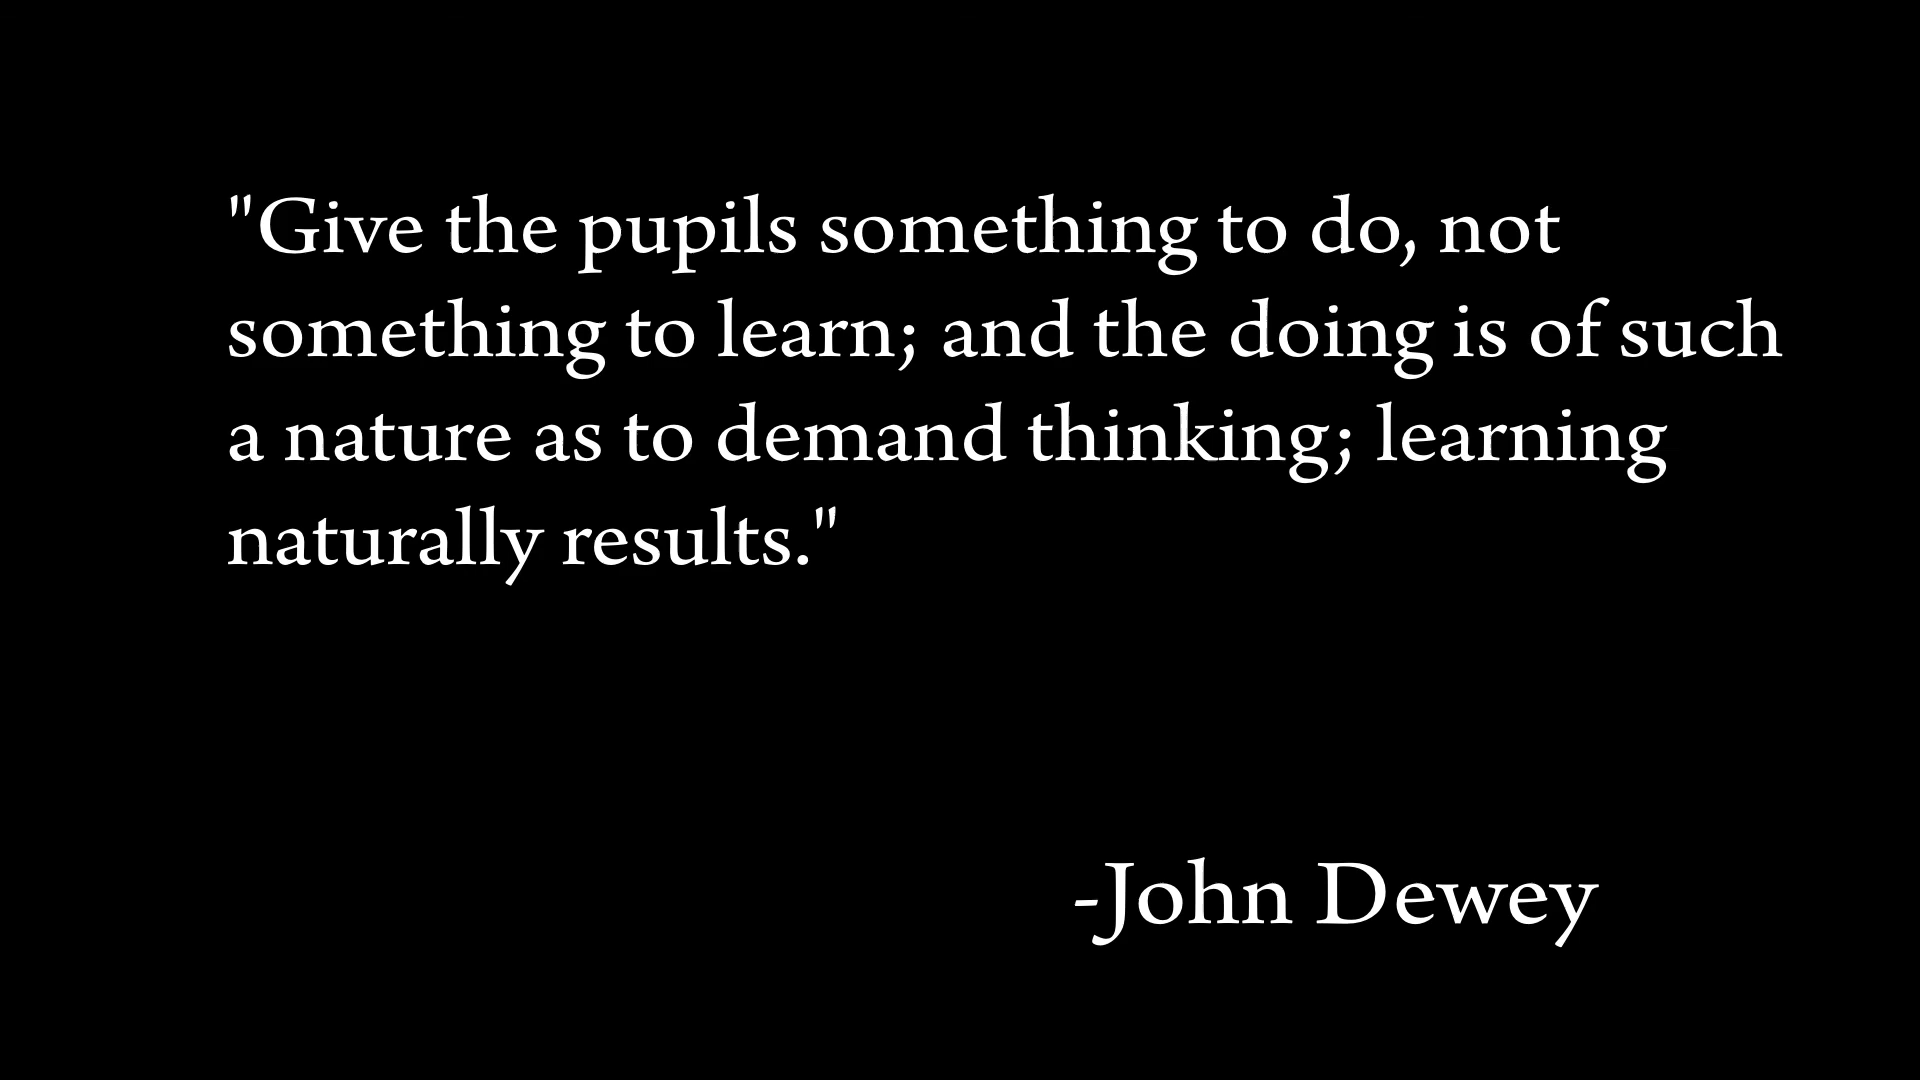 "Give the pupils something to do, not
something to learn; and the doing is of such
a nature as to demand thinking; learning
naturally results."
-John Dewey